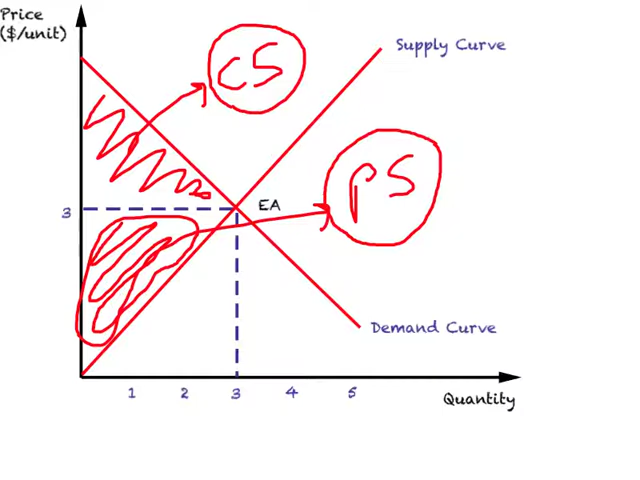 Price
($/unit)
CS
Supply Curve
PS
EA
3
Demand Curve
1 2 3 4 5
Quantity